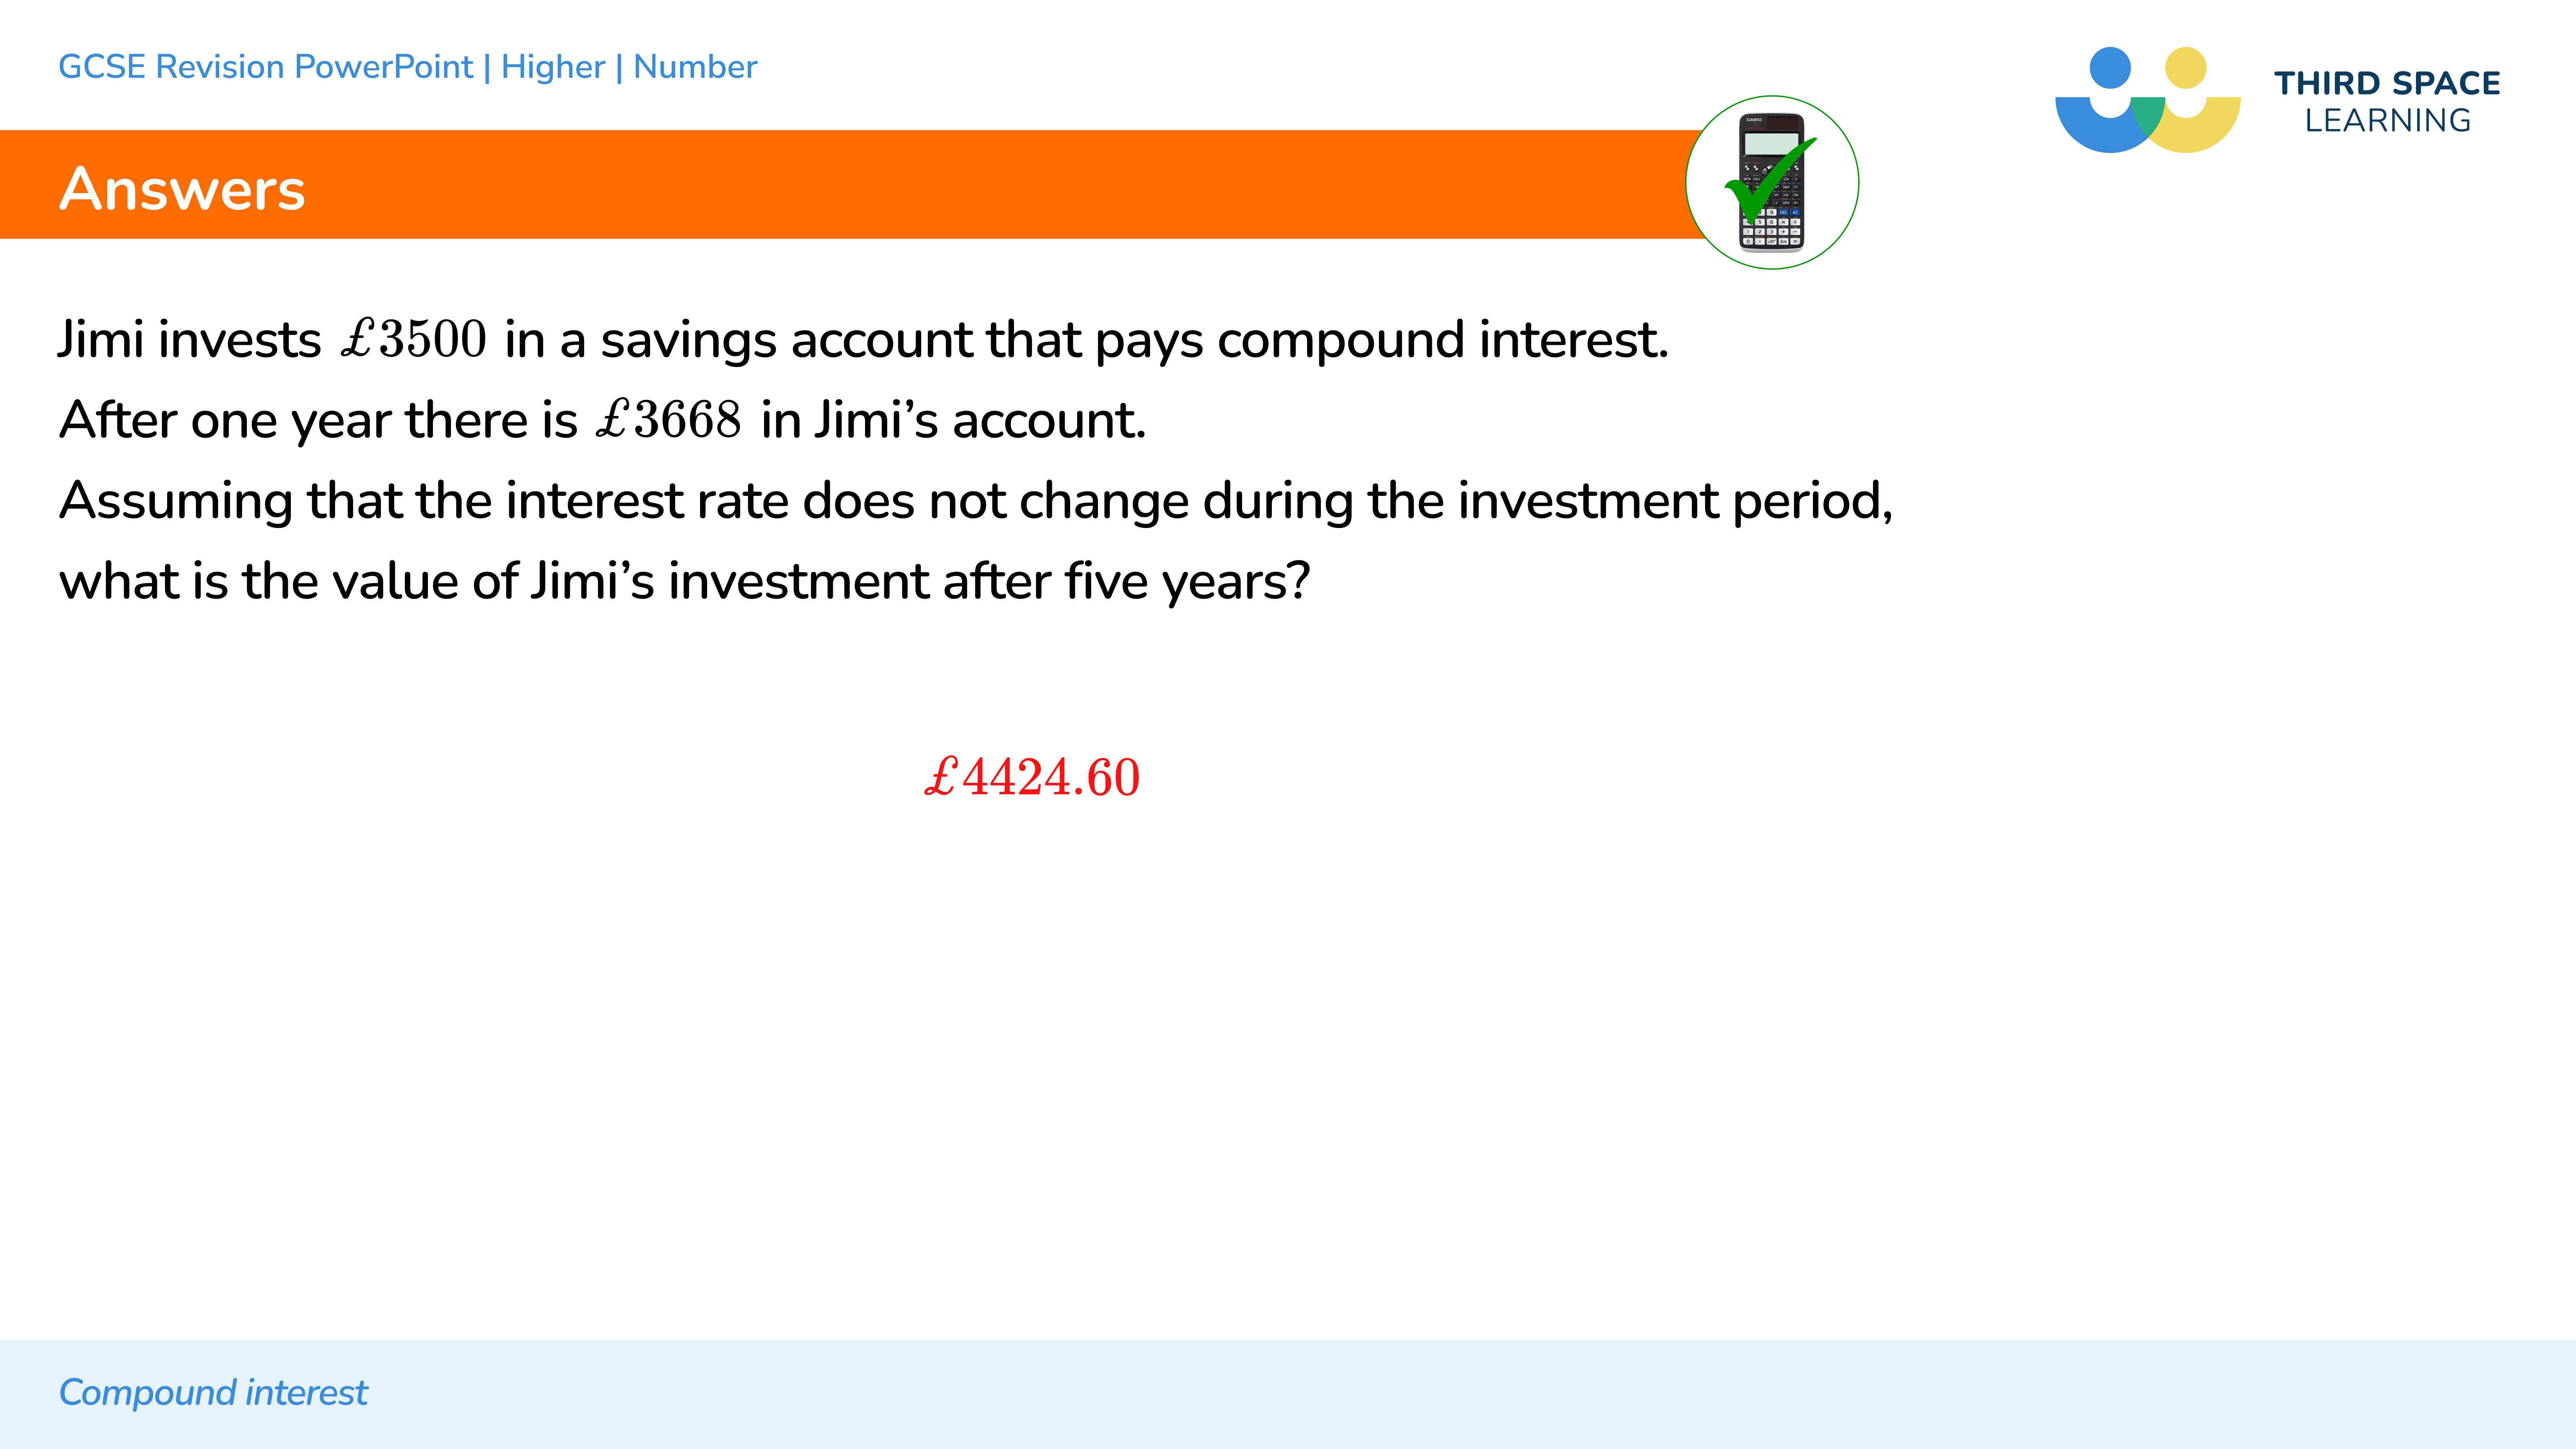 GCSE Revision PowerPoint | Higher | Number
THIRD SPACE
LEARNING
Answers
CASIO
Jimi invests £3500 in a savings account that pays compound interest.
After one year there is £3668 in Jimi’s account.
Assuming that the interest rate does not change during the investment period,
what is the value of Jimi’s investment after five years?
£4424.60
Compound interest